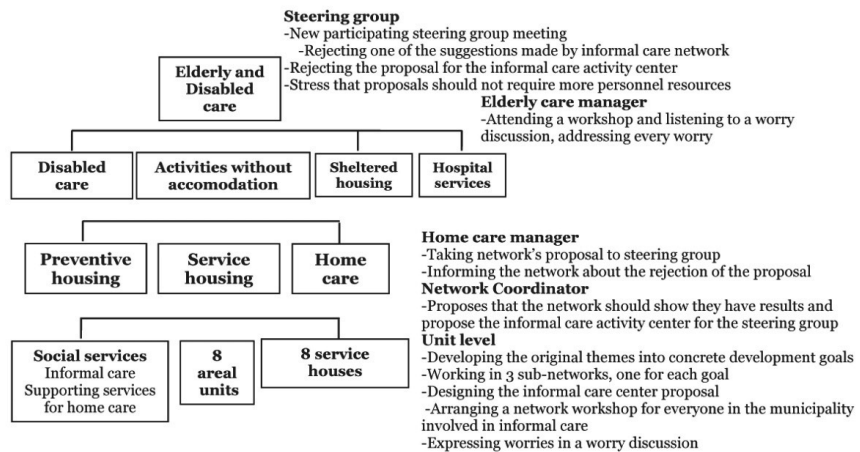 Steering group
-New participating steering group meeting
-Rejecting one of the suggestions made by informal care network
-Rejecting the proposal for the informal care activity center
-Stress that proposals should not require more personnel resources
Elderly and
Disabled
care
Elderly care manager
-Attending a workshop and listening to a worry
discussion, addressing every worry
Disabled
care
Activities without
accomodation
Sheltered
housing
Hospital
services
Preventive
housing
Service
housing
Home
care
Home care manager
-Taking network's proposal to steering group
-Informing the network about the rejection of the proposal
Network Coordinator
-Proposes that the network should show they have results and
propose the informal care activity center for the steering group
Unit level
-Developing the original themes into concrete development goals
-Working in 3 sub-networks, one for each goal
-Designing the informal care center proposal
-Arranging a network workshop for everyone in the municipality
involved in informal care
-Expressing worries in a worry discussion
Social services
Informal care
Supporting services
for home care
8
areal
units
8 service
houses